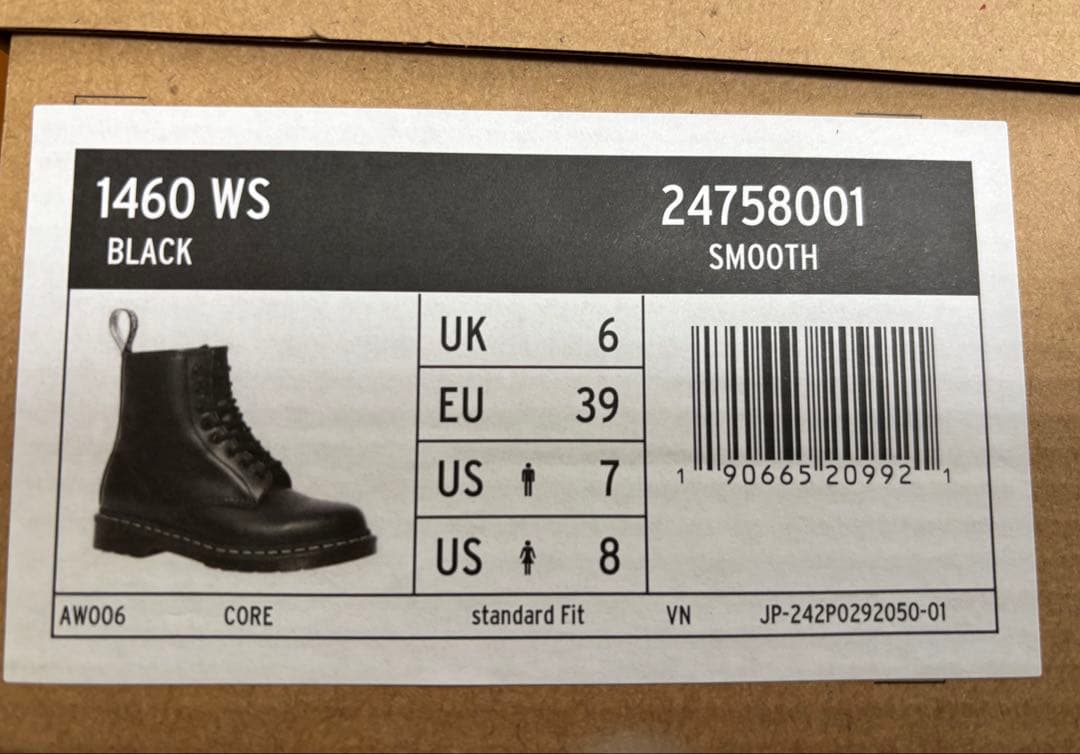 1460 WS
24758001
BLACK
SMOOTH
UK 6
EU 39
US 7
US 8
1 90665 20992 1
AW006 CORE standard Fit VN JP-242P0292050-01